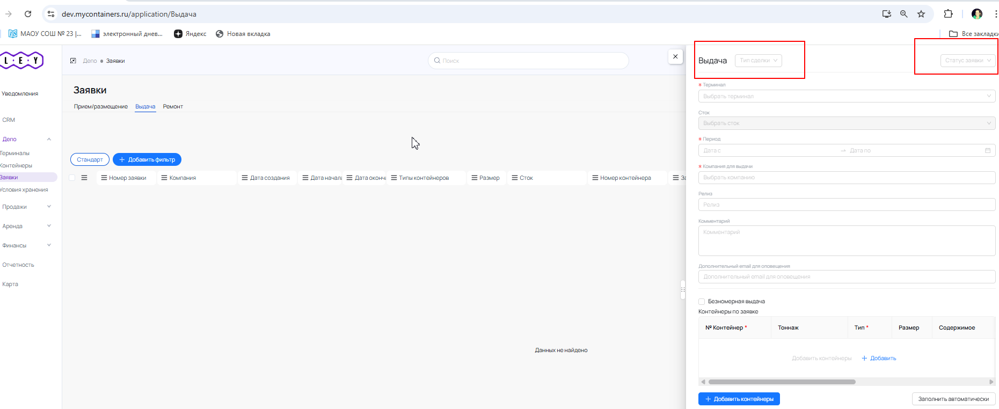 dev.mycontainers.ru/application/Выдача
МАОУ СОШ № 23 |...
электронный днев...
Яндекс
Новая вкладка
Все закладки
L·E·Y
Депо
Заявки
Поиск
Выдача
Тип сделки
Статус заявки
Уведомления
CRM
Депо
Терминалы
Контейнеры
Заявки
Условия хранения
Продажи
Аренда
Финансы
Отчетность
Карта
Заявки
Прием/размещение
Выдача
Ремонт
Стандарт
+ Добавить фильтр
Номер заявки
Компания
Дата создания
Дата начала
Дата оконча
Типы контейнеров
Размер
Сток
Номер контейнера
За
Данных не найдено
* Терминал
Выбрать терминал
Сток
Выбрать сток
* Период
Дата с → Дата по
* Компания для выдачи
Выбрать компанию
Релиз
Релиз
Комментарий
Комментарий
Дополнительный email для оповещения
Дополнительный email для оповещения
Безномерная выдача
Контейнеры по заявке
№ Контейнер *
Тоннаж
Тип *
Размер
Содержимое
Добавить контейнеры
+ Добавить
+ Добавить контейнеры
Заполнить автоматически